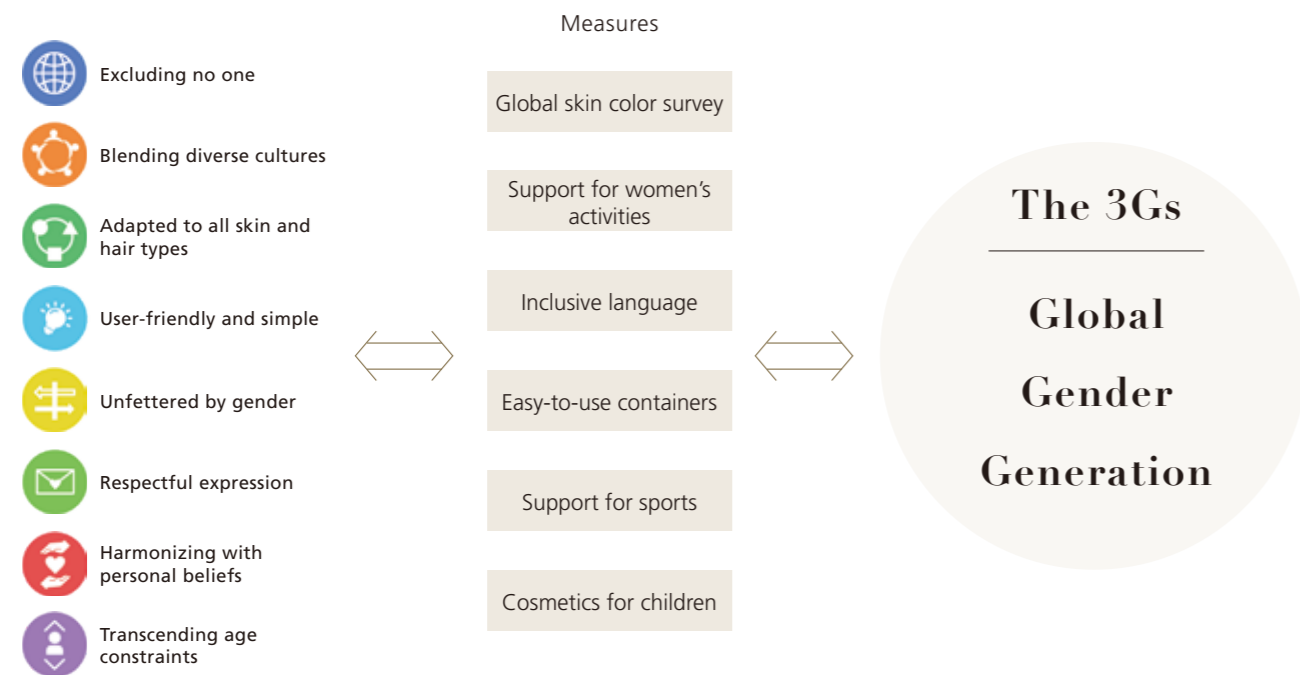 Excluding no one
Blending diverse cultures
Adapted to all skin and
hair types
User-friendly and simple
Unfettered by gender
Respectful expression
Harmonizing with
personal beliefs
Transcending age
constraints
Measures
Global skin color survey
Support for women’s
activities
Inclusive language
Easy-to-use containers
Support for sports
Cosmetics for children
The 3Gs
Global
Gender
Generation